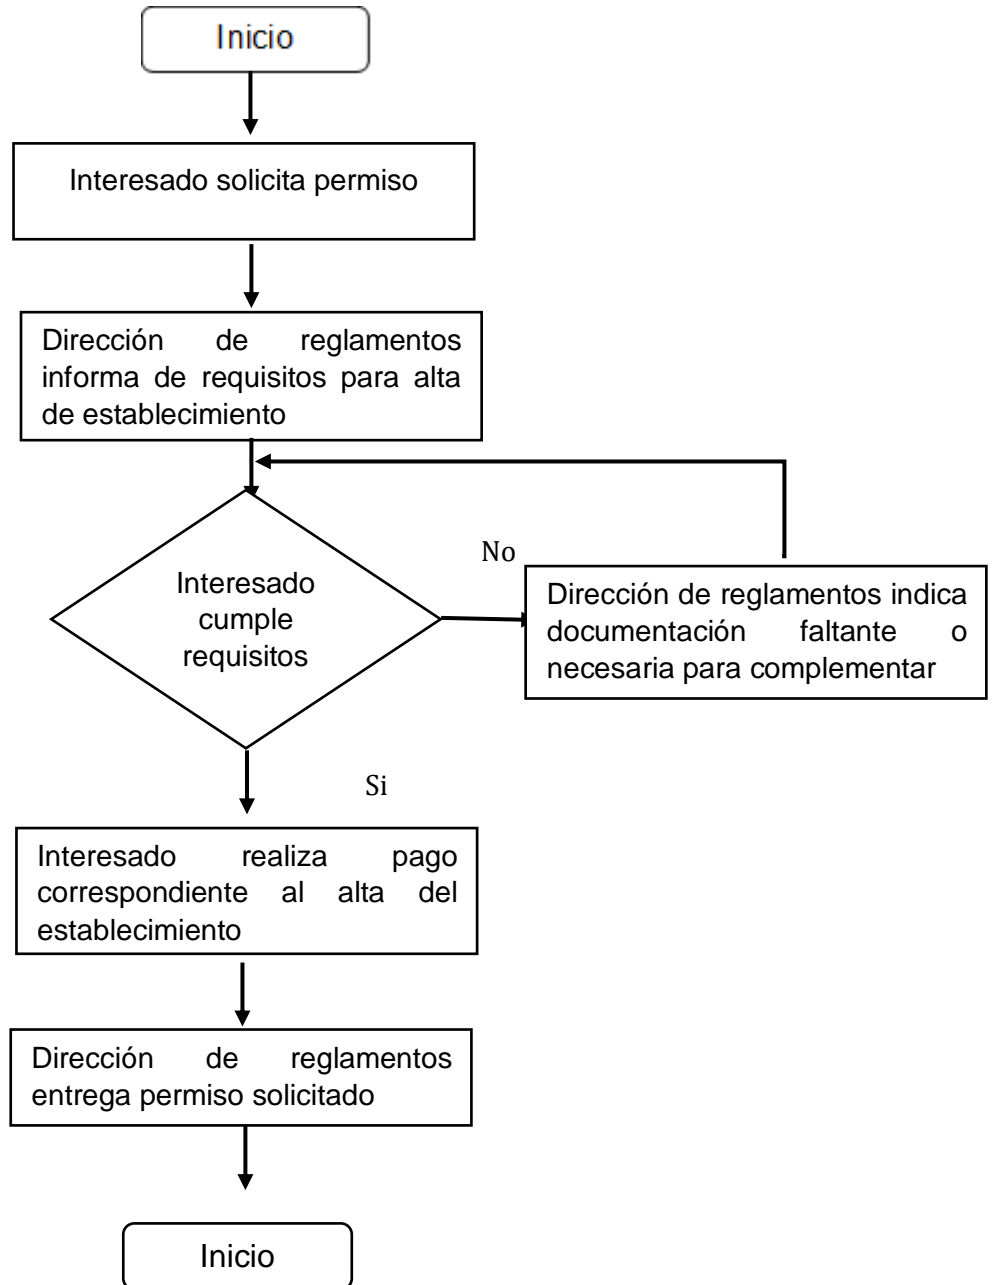 Inicio
Interesado solicita permiso
Dirección de reglamentos
informa de requisitos para alta
de establecimiento
Interesado
cumple
requisitos
No
Dirección de reglamentos indica
documentación faltante o
necesaria para complementar
Si
Interesado realiza pago
correspondiente al alta del
establecimiento
Dirección de reglamentos
entrega permiso solicitado
Inicio